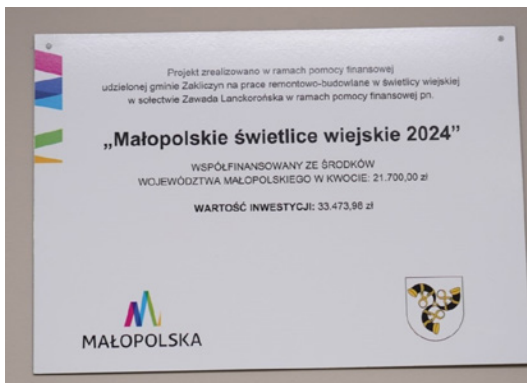 Projekt zrealizowano w ramach pomocy finansowej
udzielonej gminie Zakliczyn na prace remontowo-budowlane w świetlicy wiejskiej
w sołectwie Zawada Lanckorońska w ramach pomocy finansowej pn.
„Małopolskie świetlice wiejskie 2024”
WSPÓŁFINANSOWANY ZE ŚRODKÓW
WOJEWÓDZTWA MAŁOPOLSKIEGO W KWOCIE: 21.700,00 zł
WARTOŚĆ INWESTYCJI: 33.473,98 zł
MAŁOPOLSKA